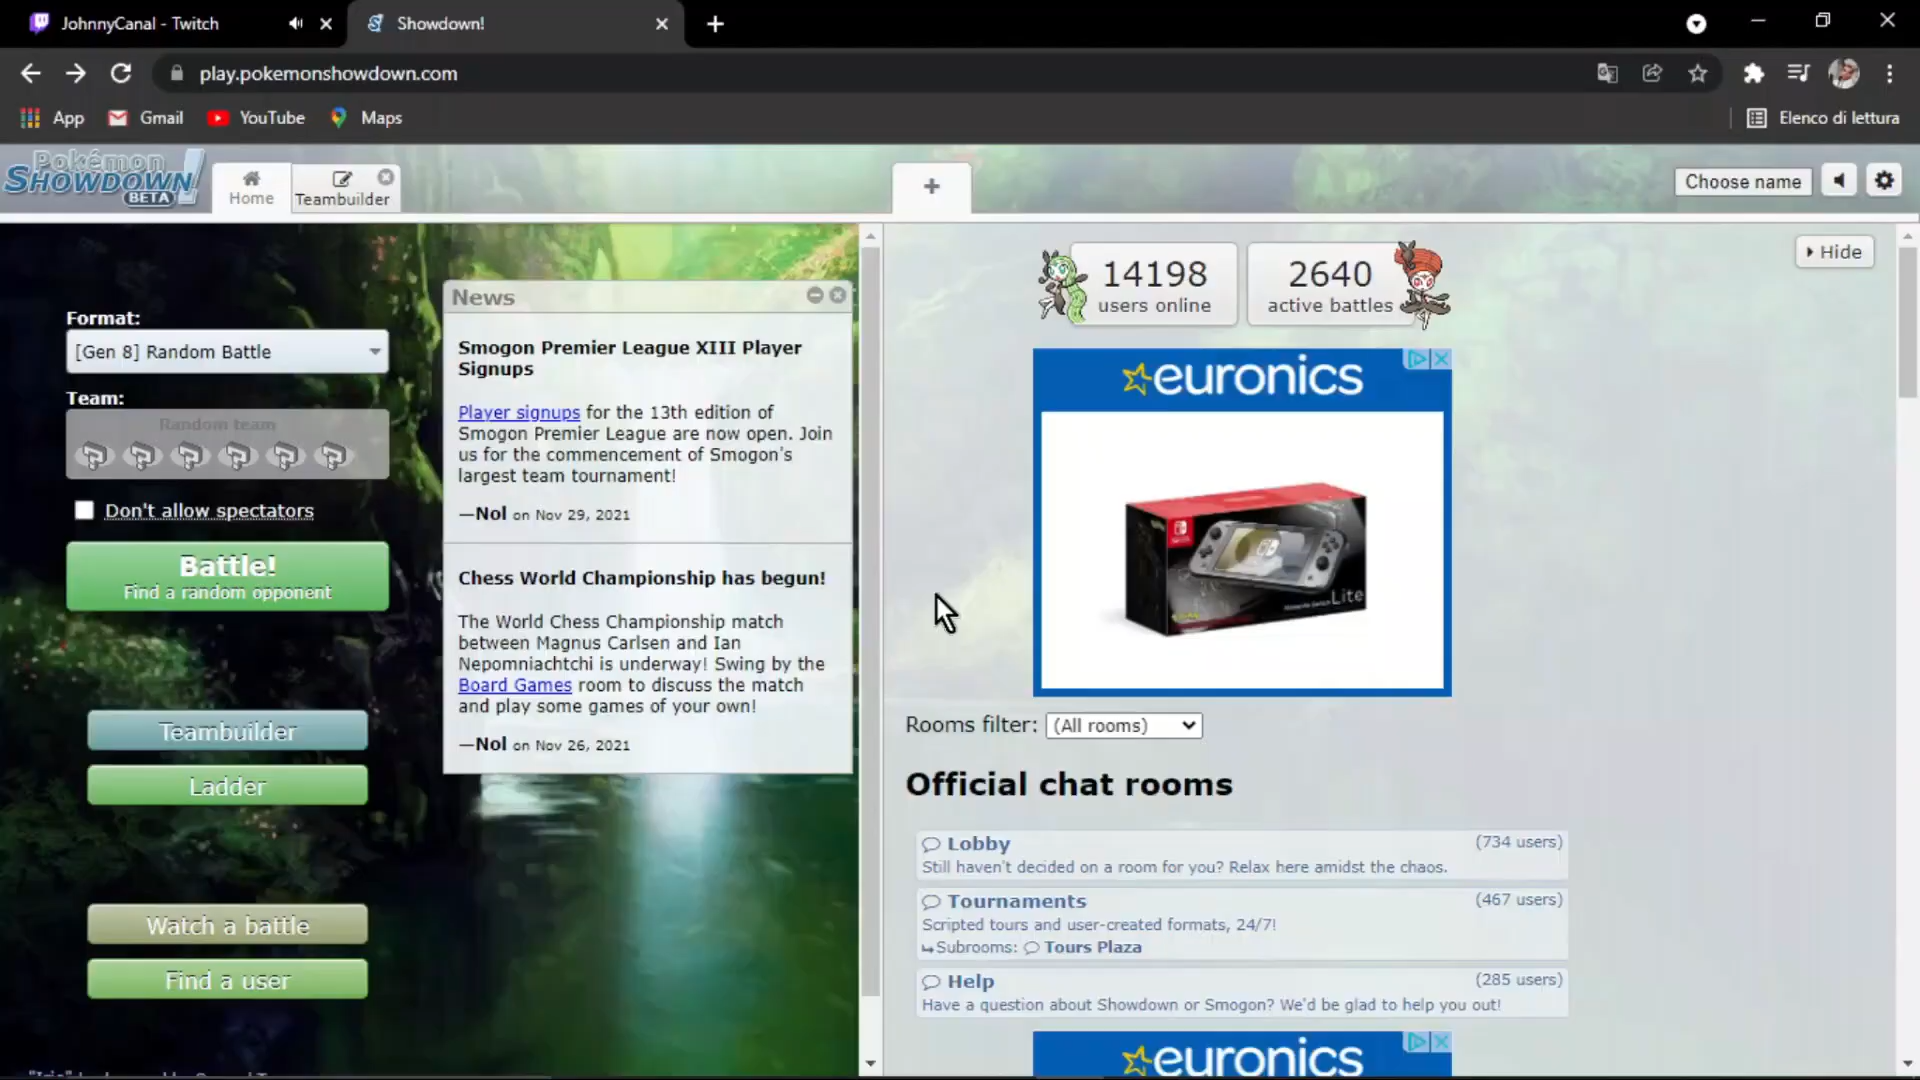 JohnnyCanal - Twitch
Showdown!
play.pokemonshowdown.com
App
Gmail
YouTube
Maps
Elenco di lettura
Pokémon
SHOWDOWN!
BETA
Home
Teambuilder
Choose name
Format:
[Gen 8] Random Battle
Team:
Random team
Don't allow spectators
Battle!
Find a random opponent
Teambuilder
Ladder
Watch a battle
Find a user
News
Smogon Premier League XIII Player
Signups
Player signups for the 13th edition of
Smogon Premier League are now open. Join
us for the commencement of Smogon's
largest team tournament!
—Nol on Nov 29, 2021
Chess World Championship has begun!
The World Chess Championship match
between Magnus Carlsen and Ian
Nepomniachtchi is underway! Swing by the
Board Games room to discuss the match
and play some games of your own!
—Nol on Nov 26, 2021
Hide
14198
users online
2640
active battles
euronics
Lite
Rooms filter: (All rooms)
Official chat rooms
Lobby (734 users)
Still haven't decided on a room for you? Relax here amidst the chaos.
Tournaments (467 users)
Scripted tours and user-created formats, 24/7!
Subrooms: Tours Plaza
Help (285 users)
Have a question about Showdown or Smogon? We'd be glad to help you out!
euronics